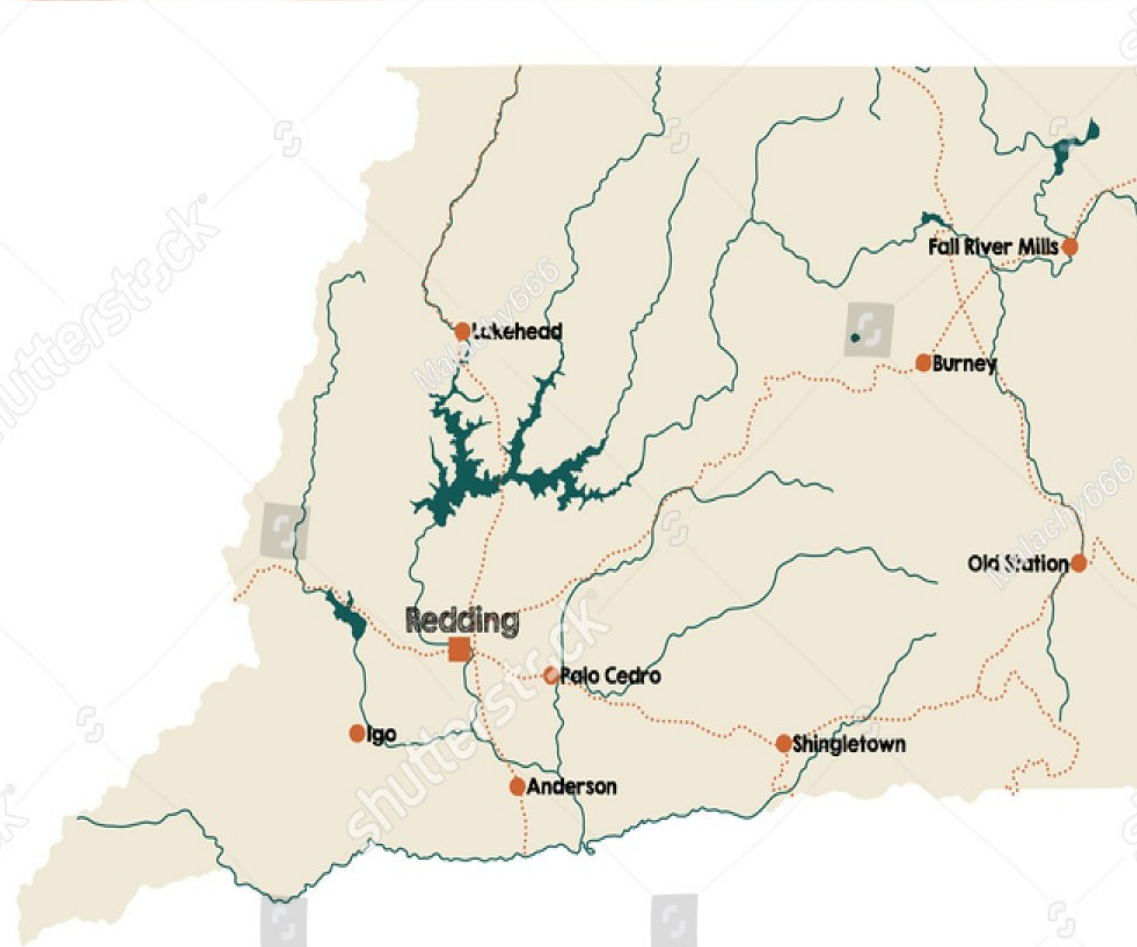 Fall River Mills
Lakehead
Burney
Old Station
Redding
Palo Cedro
Igo
Shingletown
Anderson
shutterstock
shutterstock
Malachy666
Malachy666